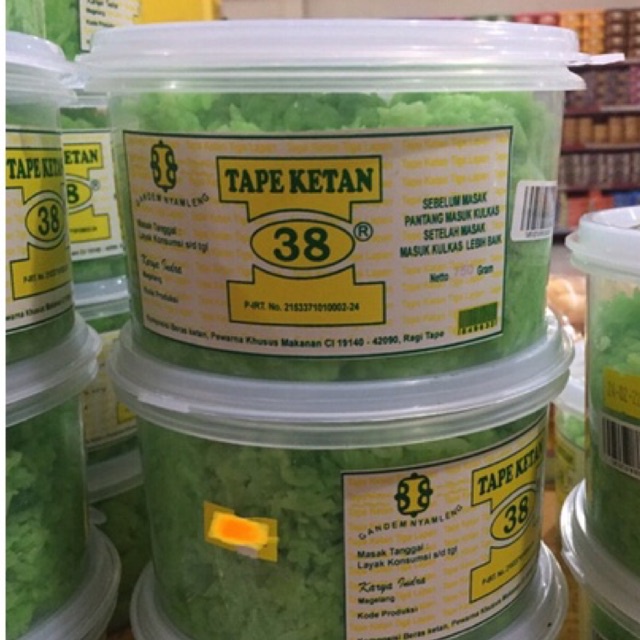 GANDEM NYAMLENG
TAPE KETAN
38
®
Masak Tanggal :
Layak Konsumsi s/d tgl
Karya Indra
Magelang
Kode Produksi
SEBELUM MASAK
PANTANG MASUK KULKAS
SETELAH MASAK
MASUK KULKAS LEBIH BAIK
Netto 750 Gram
P-IRT. No. 2153371010002-24
Komposisi Beras ketan, Pewarna Khusus Makanan CI 19140 - 42090, Ragi Tape
GANDEM NYAMLENG
TAPE KETAN
38
Masak Tanggal :
Layak Konsumsi s/d tgl
Karya Indra
Magelang
Kode Produksi
TAPE KETAN
38
KETAN